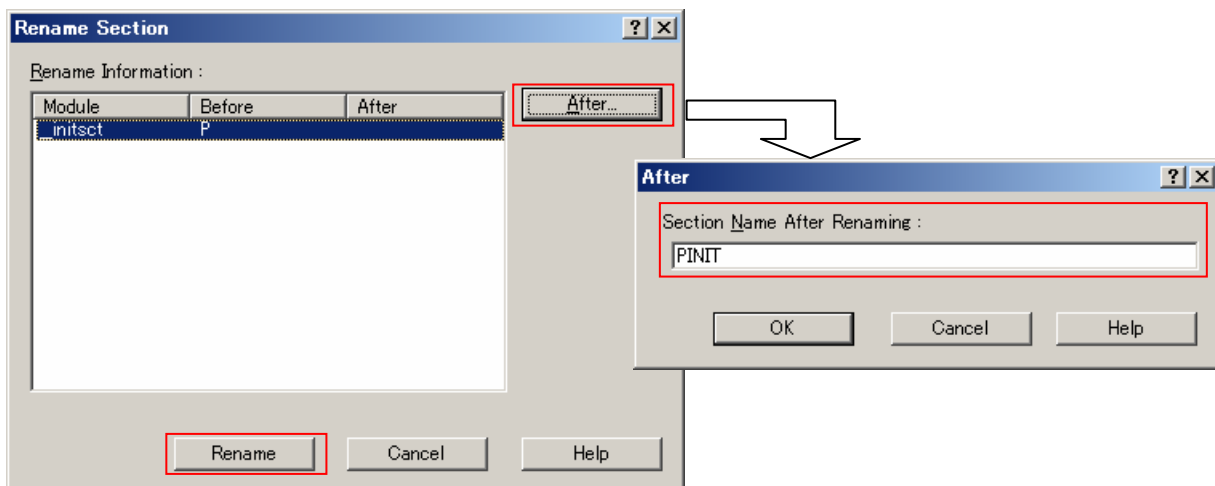 Rename Section
Rename Information :
Module Before After
_initsct P
After...
Rename Cancel Help
After
Section Name After Renaming :
PINIT
OK Cancel Help